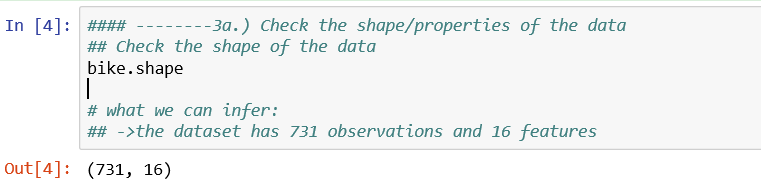 In [4]: #### --------3a.) Check the shape/properties of the data
## Check the shape of the data
bike.shape
# what we can infer:
## ->the dataset has 731 observations and 16 features
Out[4]: (731, 16)